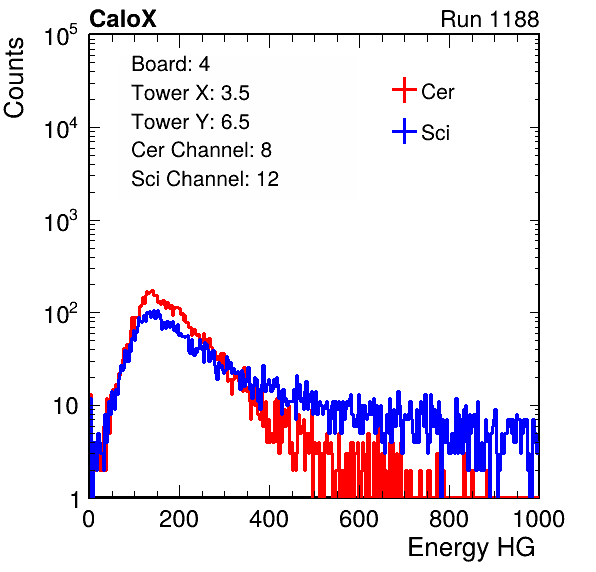 CaloX Run 1188
Counts
Board: 4
Tower X: 3.5
Tower Y: 6.5
Cer Channel: 8
Sci Channel: 12
Cer
Sci
10^5
10^4
10^3
10^2
10
1
0 200 400 600 800 1000
Energy HG